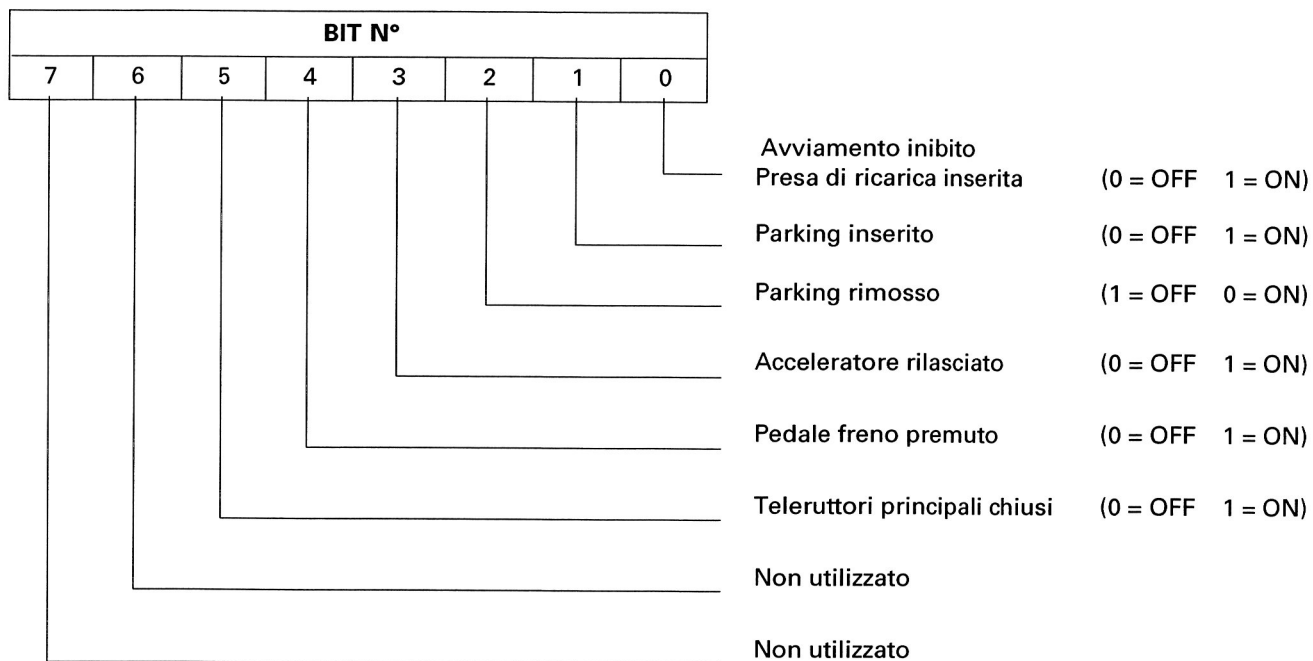 BIT N°
7 6 5 4 3 2 1 0
Avviamento inibito
Presa di ricarica inserita (0 = OFF 1 = ON)
Parking inserito (0 = OFF 1 = ON)
Parking rimosso (1 = OFF 0 = ON)
Acceleratore rilasciato (0 = OFF 1 = ON)
Pedale freno premuto (0 = OFF 1 = ON)
Teleruttori principali chiusi (0 = OFF 1 = ON)
Non utilizzato
Non utilizzato